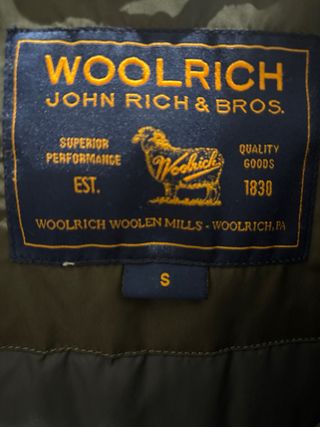 WOOLRICH
JOHN RICH & BROS.
SUPERIOR
PERFORMANCE
EST.
Woolrich
QUALITY
GOODS
1830
WOOLRICH WOOLEN MILLS - WOOLRICH, PA
S